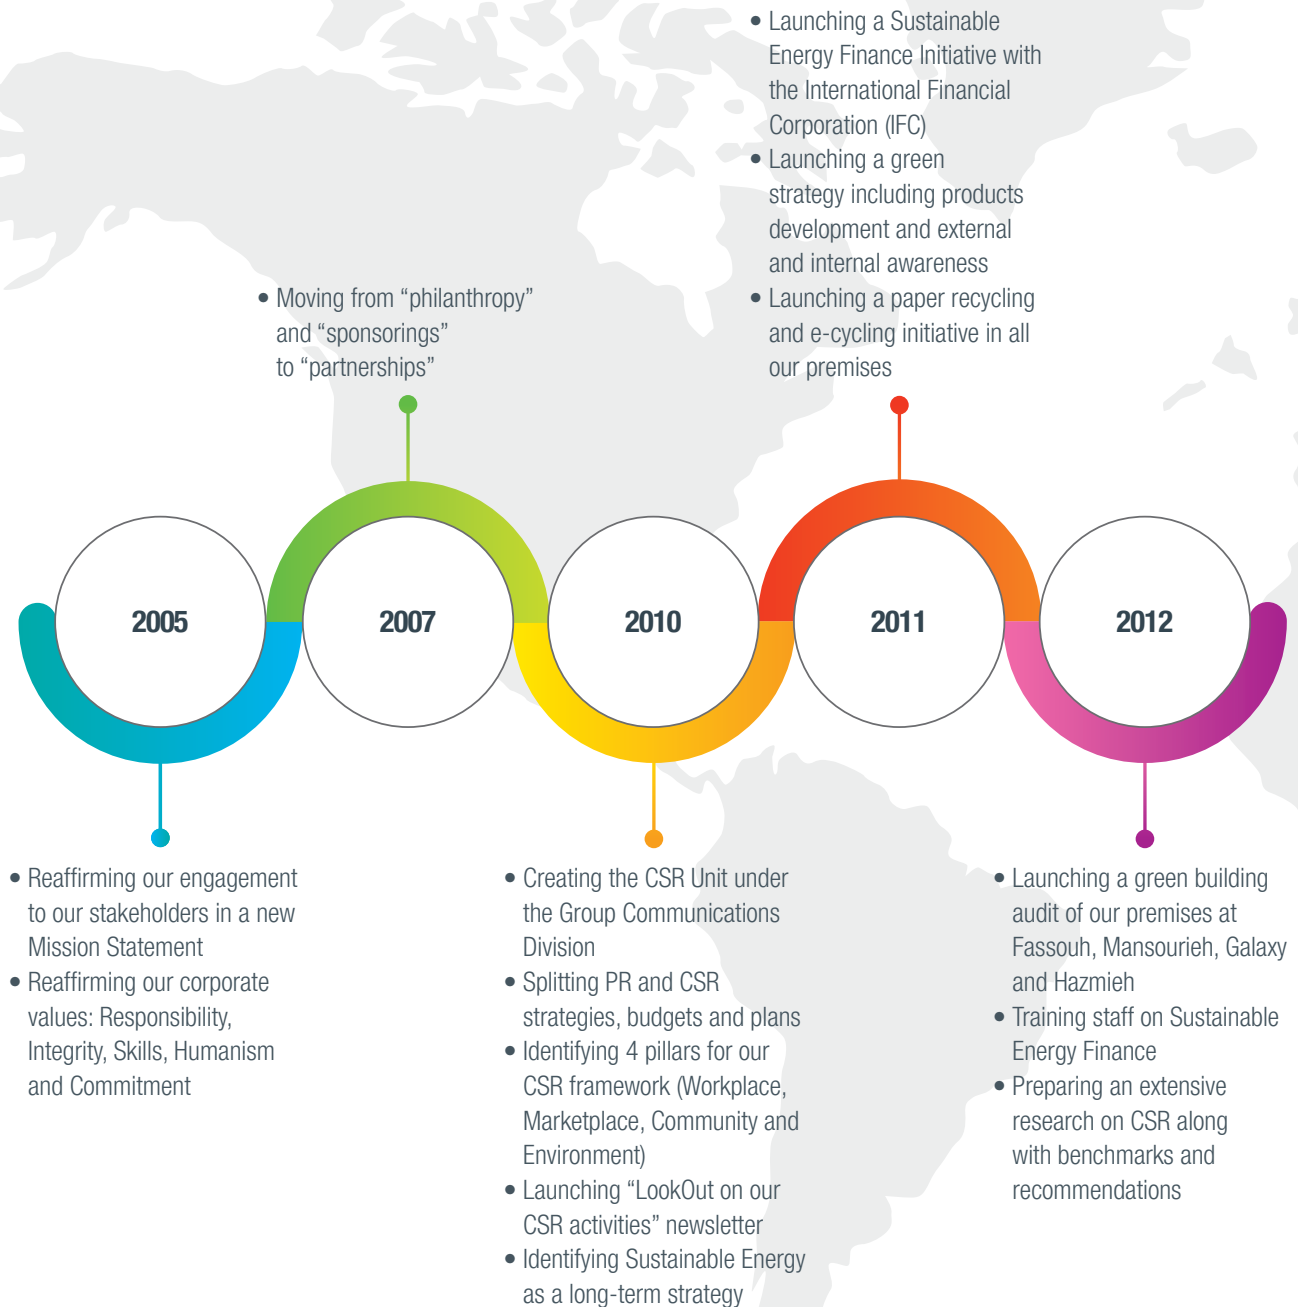 • Launching a Sustainable
Energy Finance Initiative with
the International Financial
Corporation (IFC)
• Launching a green
strategy including products
development and external
and internal awareness
• Launching a paper recycling
and e-cycling initiative in all
our premises
• Moving from “philanthropy”
and “sponsorings”
to “partnerships”
2005
2007
2010
2011
2012
• Reaffirming our engagement
to our stakeholders in a new
Mission Statement
• Reaffirming our corporate
values: Responsibility,
Integrity, Skills, Humanism
and Commitment
• Creating the CSR Unit under
the Group Communications
Division
• Splitting PR and CSR
strategies, budgets and plans
• Identifying 4 pillars for our
CSR framework (Workplace,
Marketplace, Community and
Environment)
• Launching “LookOut on our
CSR activities” newsletter
• Identifying Sustainable Energy
as a long-term strategy
• Launching a green building
audit of our premises at
Fassouh, Mansourieh, Galaxy
and Hazmieh
• Training staff on Sustainable
Energy Finance
• Preparing an extensive
research on CSR along
with benchmarks and
recommendations